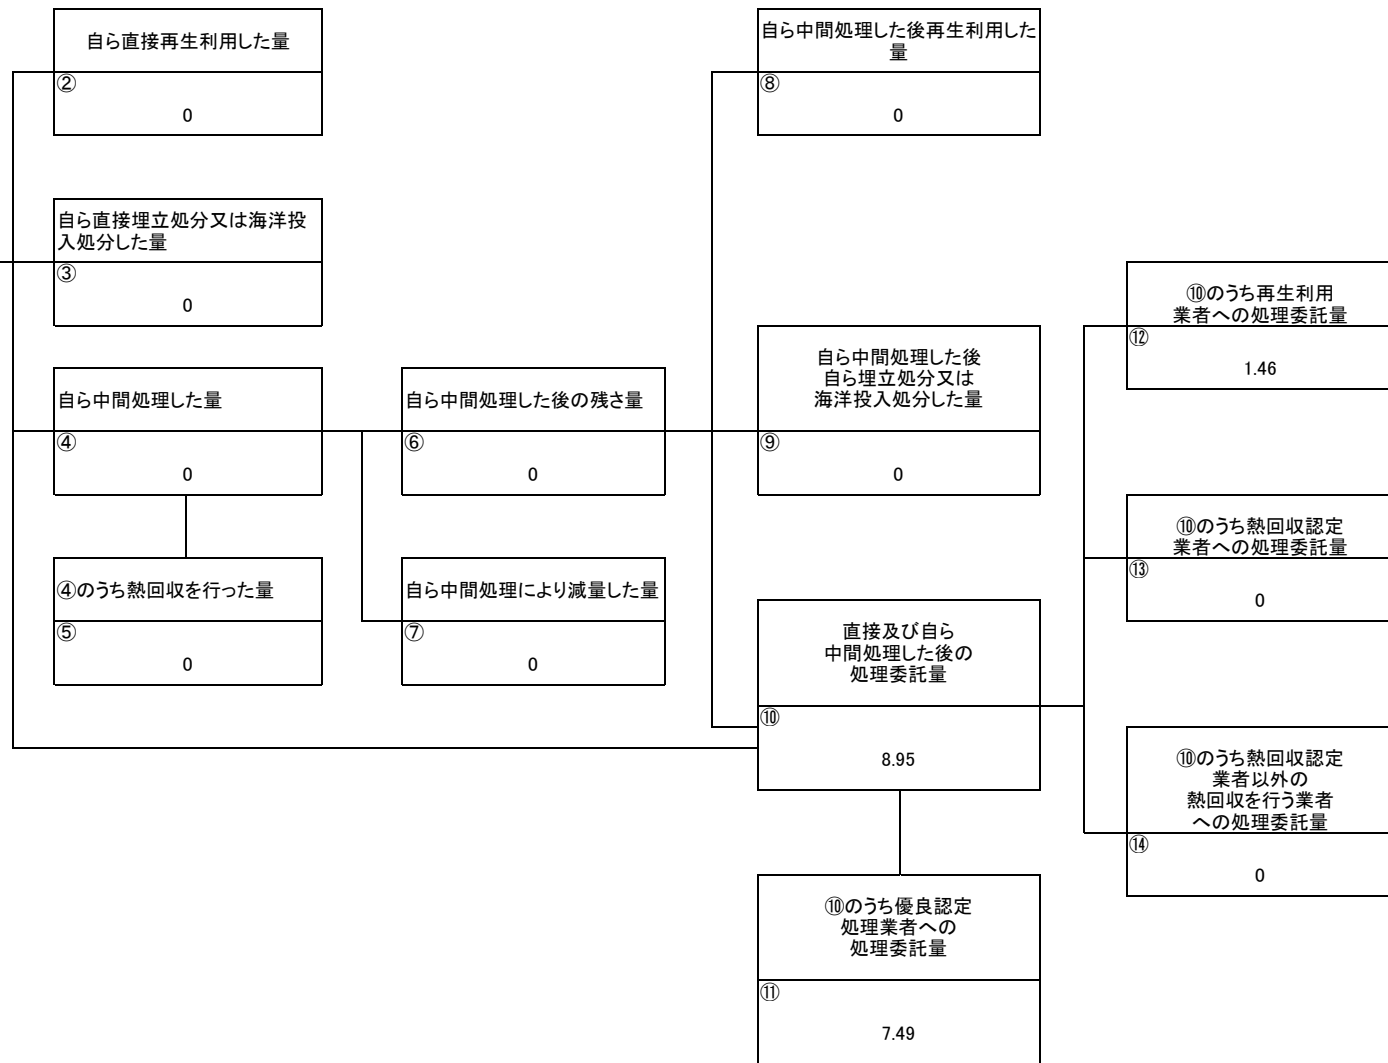 自ら直接再生利用した量
②
0
自ら中間処理した後再生利用した
量
⑧
0
自ら直接埋立処分又は海洋投
入処分した量
③
0
⑩のうち再生利用
業者への処理委託量
⑫
1.46
自ら中間処理した量
④
0
自ら中間処理した後の残さ量
⑥
0
自ら中間処理した後
自ら埋立処分又は
海洋投入処分した量
⑨
0
⑩のうち熱回収認定
業者への処理委託量
⑬
0
④のうち熱回収を行った量
⑤
0
自ら中間処理により減量した量
⑦
0
直接及び自ら
中間処理した後の
処理委託量
⑩
8.95
⑩のうち熱回収認定
業者以外の
熱回収を行う業者
への処理委託量
⑭
0
⑩のうち優良認定
処理業者への
処理委託量
⑪
7.49